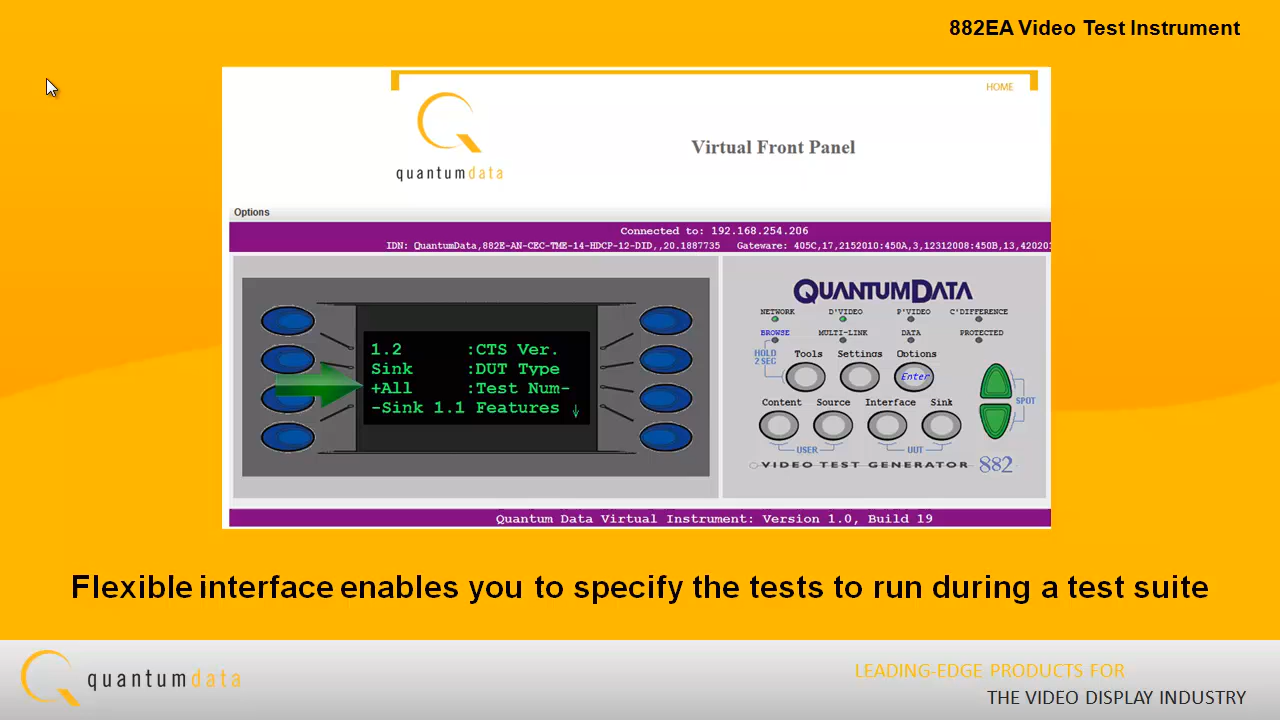 882EA Video Test Instrument
HOME
Virtual Front Panel
quantumdata
Options
Connected to: 192.168.254.206
IDN: QuantumData,882E-AN-CEC-TME-14-HDCP-12-DID,,20.1887735 Gateware: 405C,17,2152010:450A,3,12312008:450B,13,42020
QUANTUMDATA
NETWORK D'VIDEO P'VIDEO C'DIFFERENCE
BROWSE MULTI-LINK DATA PROTECTED
HOLD
2 SEC
Tools Settings Options
Enter
Content Source Interface Sink
SPOT
USER UUT
VIDEO TEST GENERATOR 882
1.2 :CTS Ver.
Sink :DUT Type
+All :Test Num-
-Sink 1.1 Features ↓
Quantum Data Virtual Instrument: Version 1.0, Build 19
Flexible interface enables you to specify the tests to run during a test suite
quantumdata
LEADING-EDGE PRODUCTS FOR
THE VIDEO DISPLAY INDUSTRY